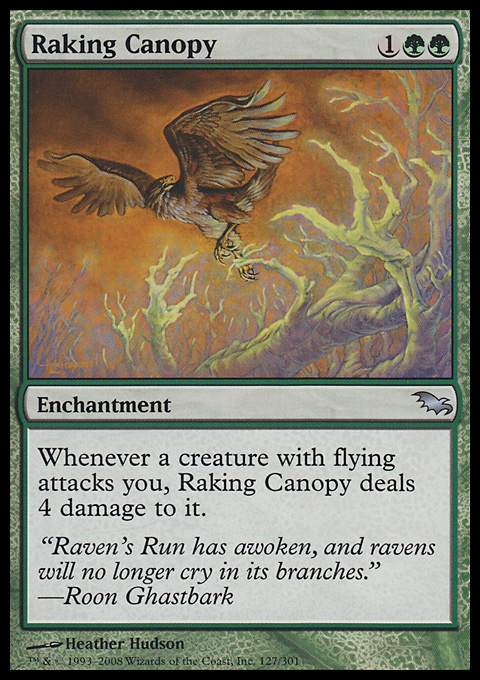 Raking Canopy 1
Enchantment
Whenever a creature with flying
attacks you, Raking Canopy deals
4 damage to it.
“Raven’s Run has awoken, and ravens
will no longer cry in its branches.”
—Roon Ghastbark
Heather Hudson
™ & © 1993–2008 Wizards of the Coast, Inc. 127/301